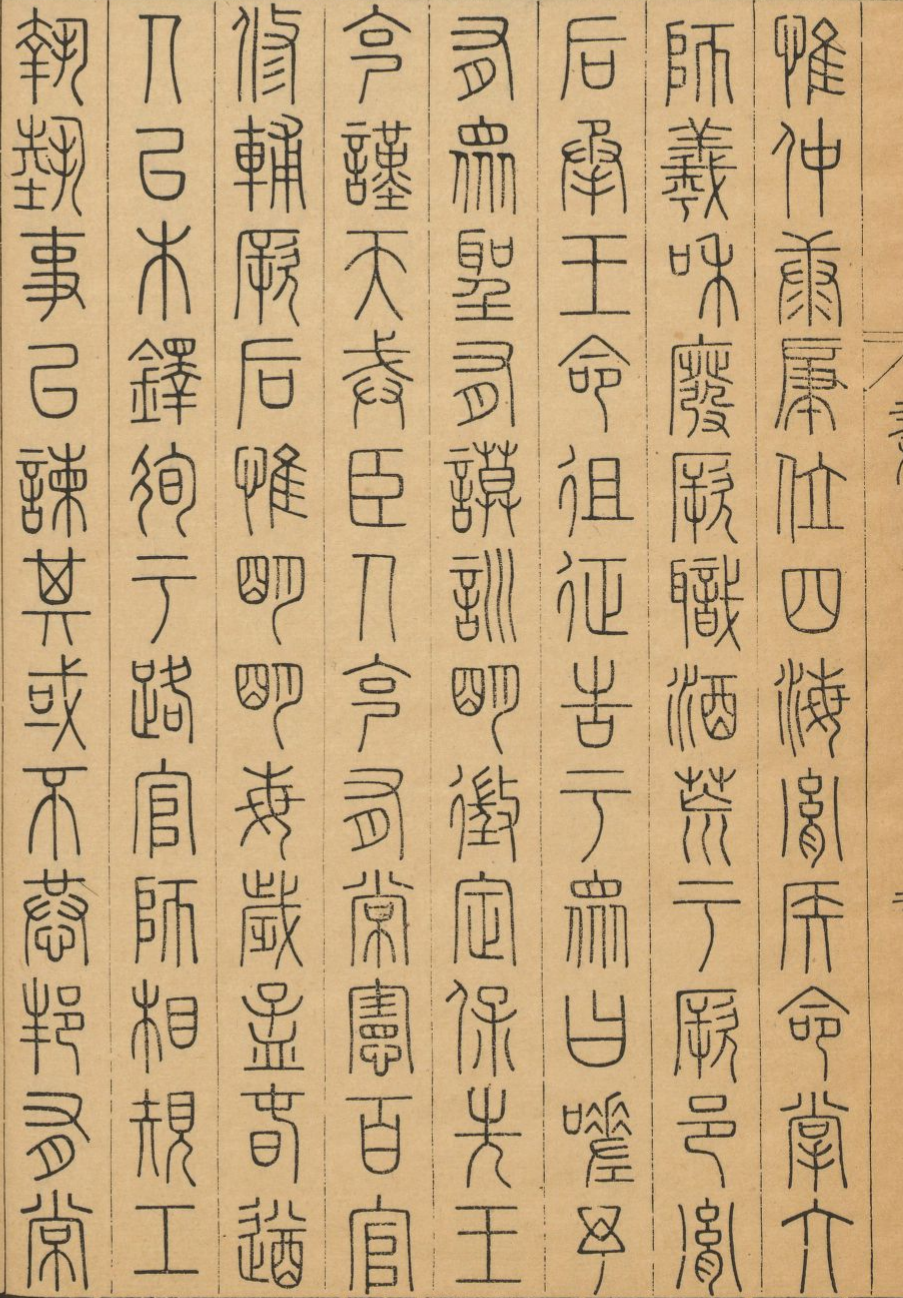 惟仲康肇位四海胤侯命掌六
師羲和廢厥職酒荒于厥邑胤
后承王命徂征告于衆曰嗟予
有衆聖有謨訓明徵定保先王
克謹天戒臣人克有常憲百官
修輔厥后惟明明每歲孟春遒
人以木鐸徇于路官師相規工
執藝事以諫其或不恭邦有常